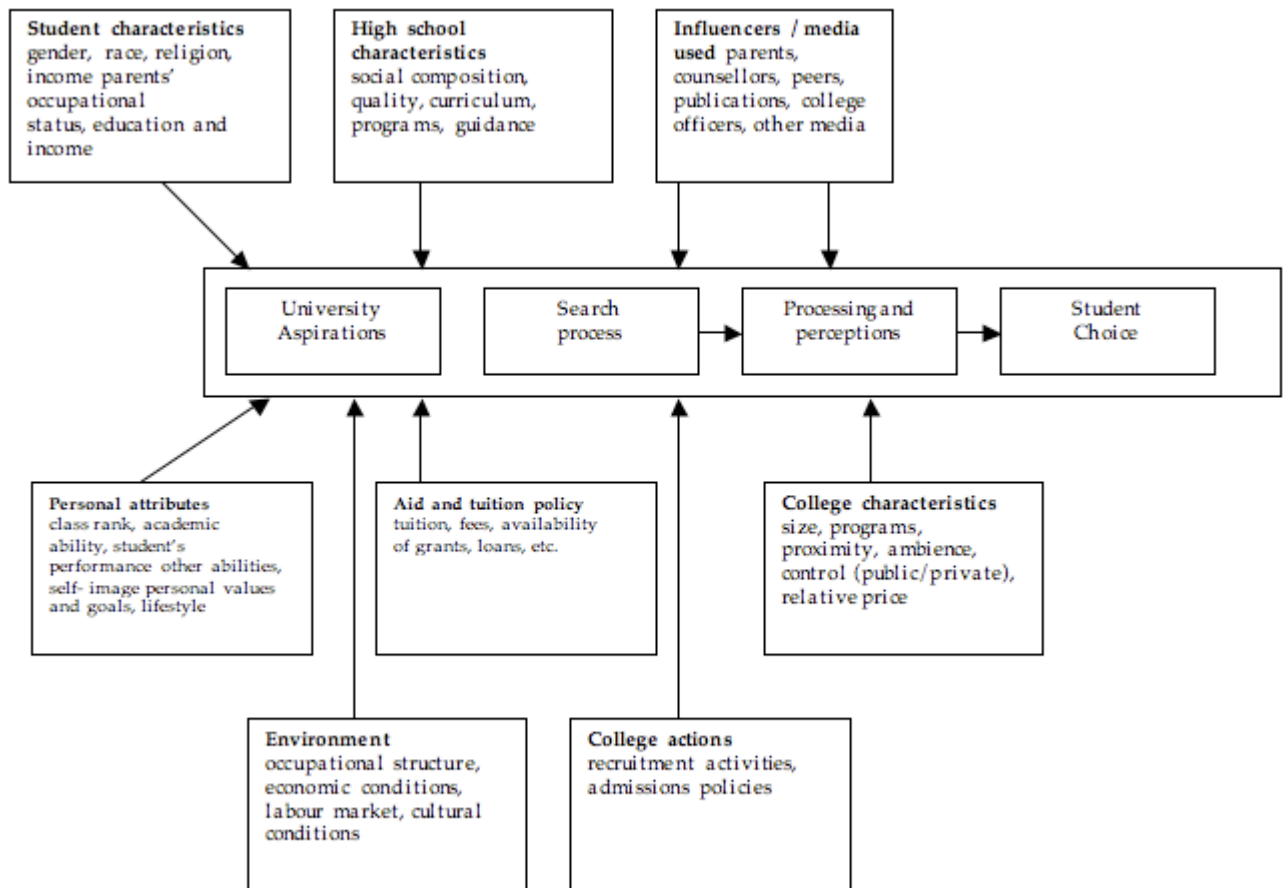 Student characteristics
gender, race, religion,
income parents'
occupational
status, education and
income
High school
characteristics
social composition,
quality, curriculum,
programs, guidance
Influencers / media
used parents,
counsellors, peers,
publications, college
officers, other media
University
Aspirations
Search
process
Processing and
perceptions
Student
Choice
Personal attributes
class rank, academic
ability, student's
performance other abilities,
self- image personal values
and goals, lifestyle
Aid and tuition policy
tuition, fees, availability
of grants, loans, etc.
College characteristics
size, programs,
proximity, ambience,
control (public/private),
relative price
Environment
occupational structure,
economic conditions,
labour market, cultural
conditions
College actions
recruitment activities,
admissions policies